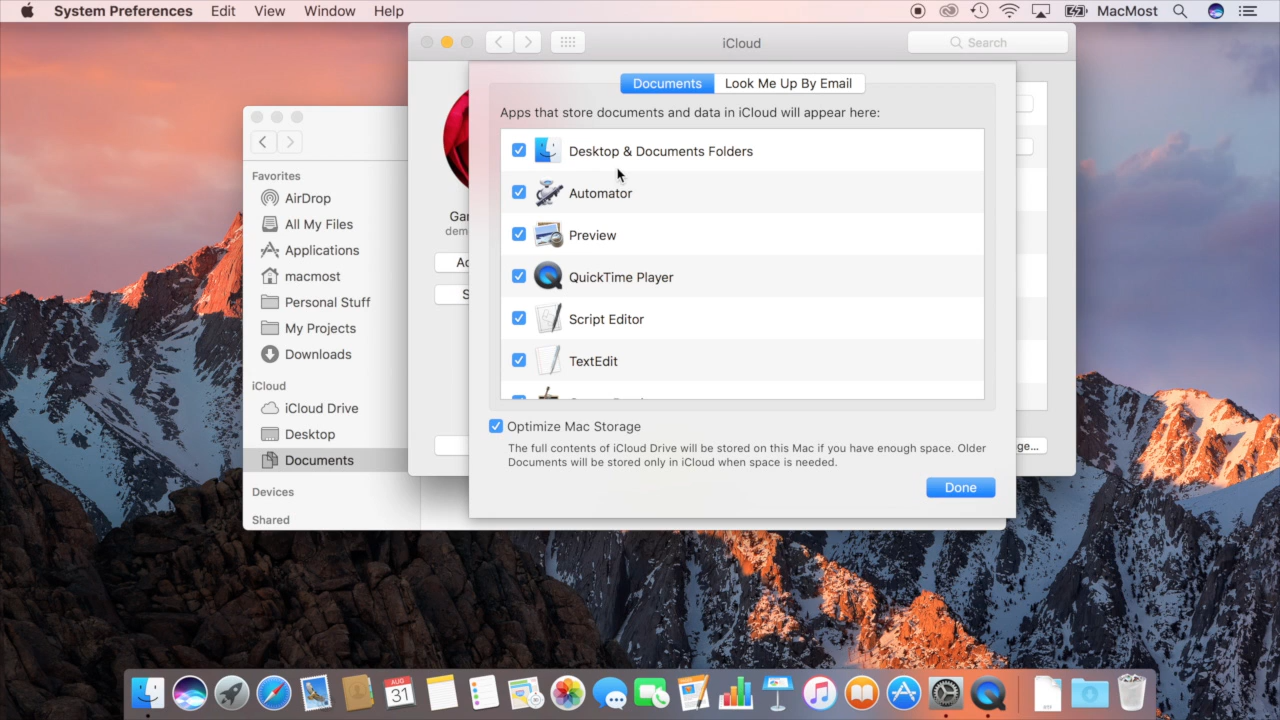 System Preferences Edit View Window Help MacMost
iCloud
Search
Documents
Look Me Up By Email
Apps that store documents and data in iCloud will appear here:
Desktop & Documents Folders
Automator
Preview
QuickTime Player
Script Editor
TextEdit
Optimize Mac Storage
The full contents of iCloud Drive will be stored on this Mac if you have enough space. Older
Documents will be stored only in iCloud when space is needed.
Done
Gar
dem
Ac
S
ge...
Favorites
AirDrop
All My Files
Applications
macmost
Personal Stuff
My Projects
Downloads
iCloud
iCloud Drive
Desktop
Documents
Devices
Shared
AUG
31